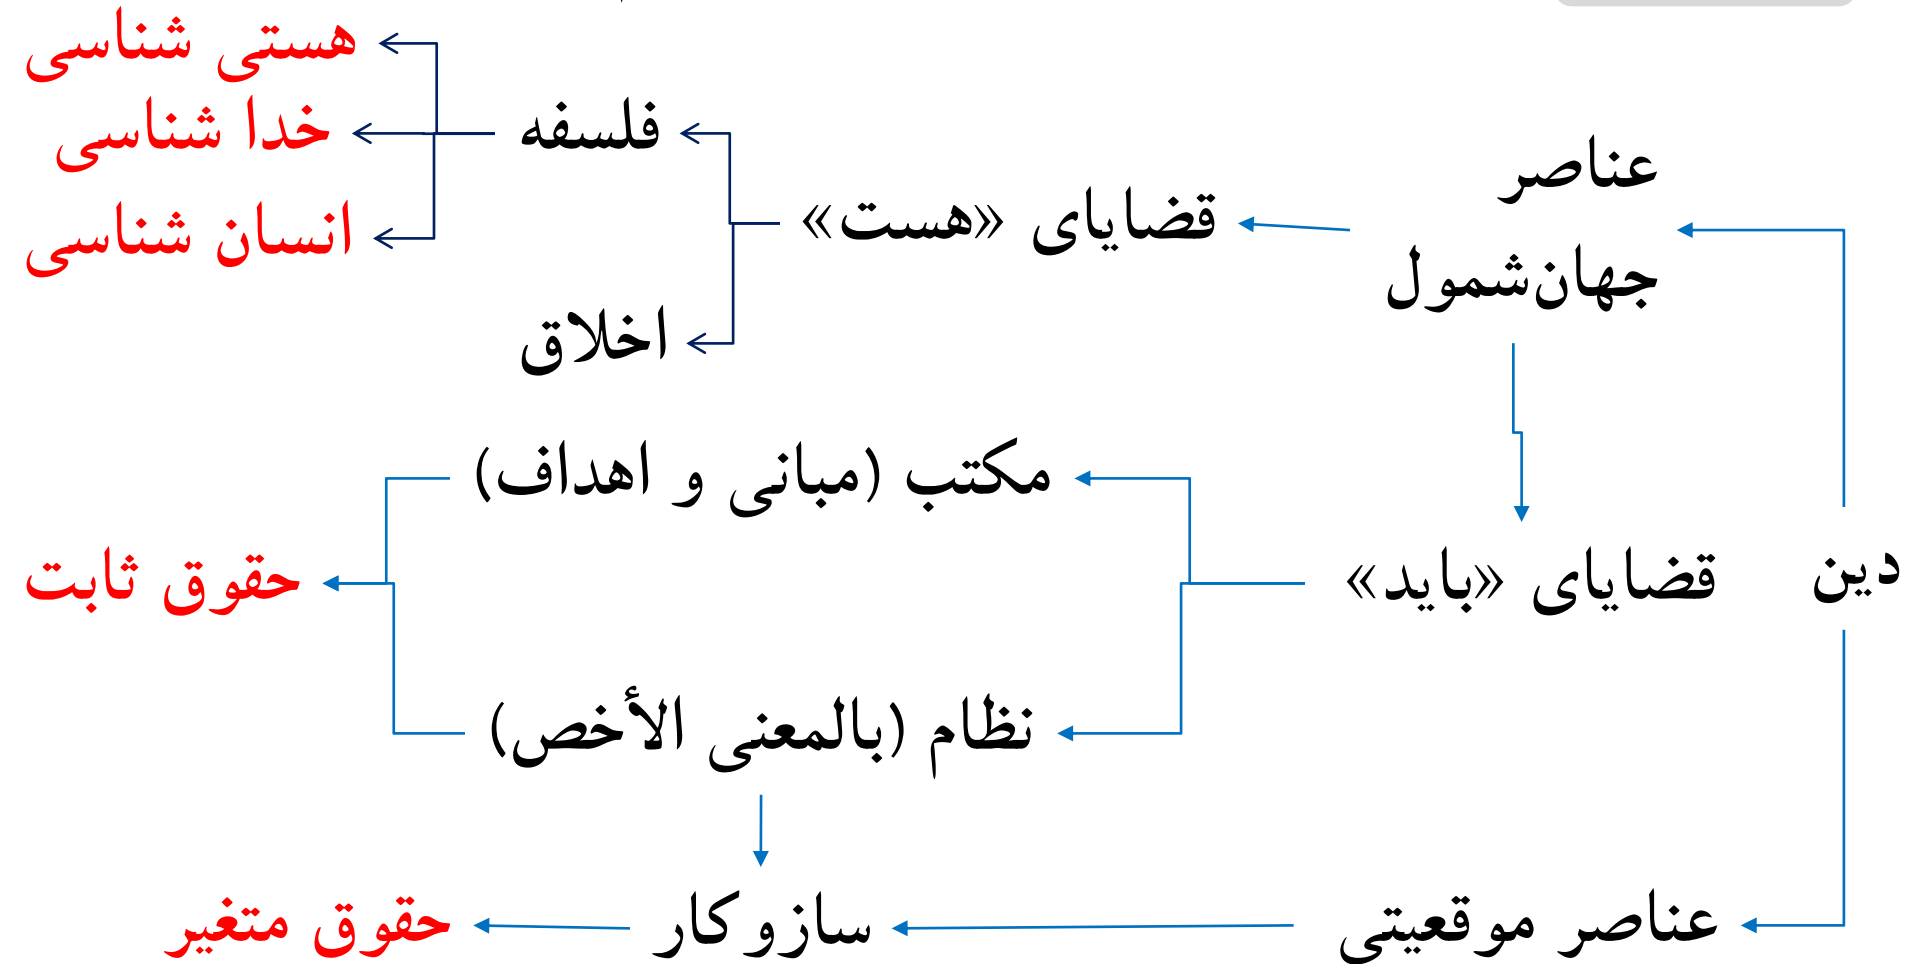 هستی شناسی
خدا شناسی
انسان شناسی
فلسفه
اخلاق
قضایای «هست»
عناصر
جهان‌شمول
مکتب (مبانی و اهداف)
حقوق ثابت
قضایای «باید»
دین
نظام (بالمعنی الأخص)
حقوق متغیر
سازوکار
عناصر موقعیتی